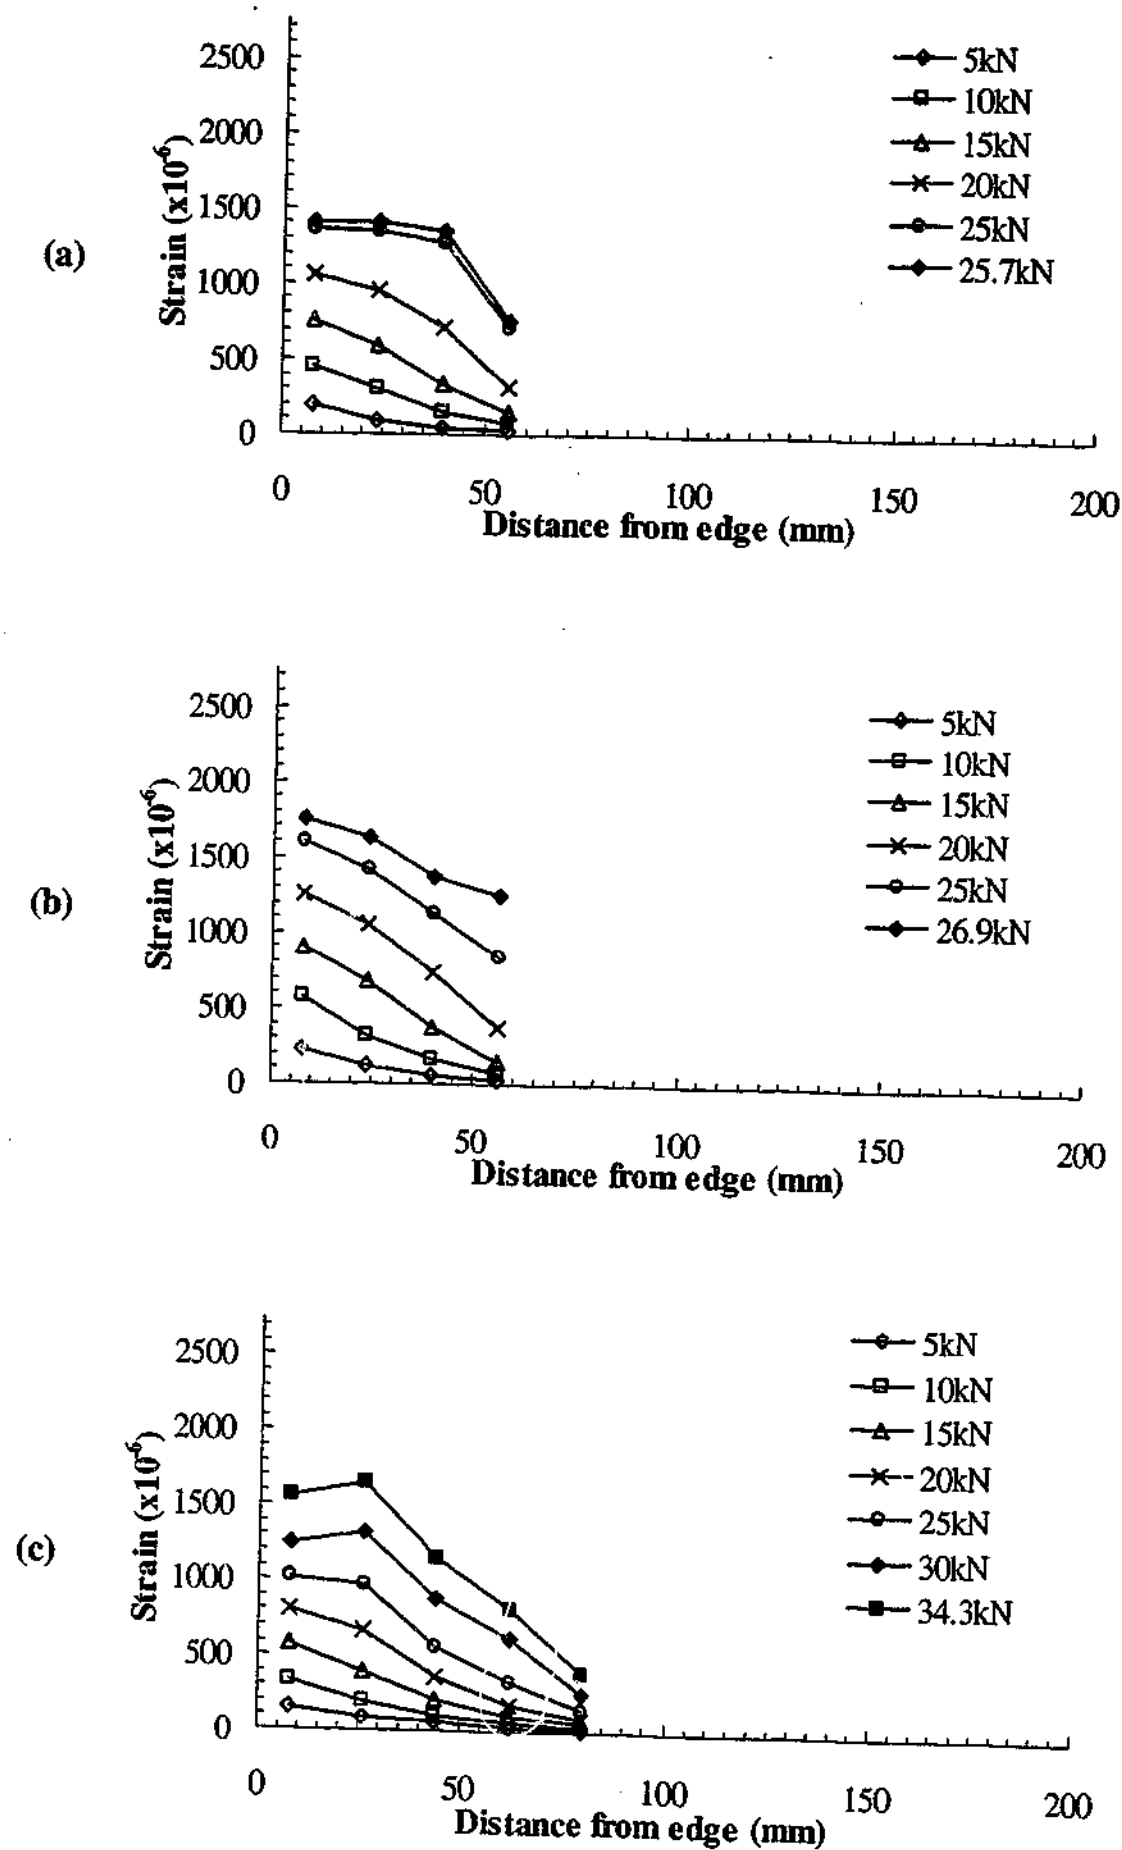 (a)
Strain (x10-6)
2500
2000
1500
1000
500
0
0 50 100 150 200
Distance from edge (mm)
5kN
10kN
15kN
20kN
25kN
25.7kN
(b)
Strain (x10-6)
2500
2000
1500
1000
500
0
0 50 100 150 200
Distance from edge (mm)
5kN
10kN
15kN
20kN
25kN
26.9kN
(c)
Strain (x10-6)
2500
2000
1500
1000
500
0
0 50 100 150 200
Distance from edge (mm)
5kN
10kN
15kN
20kN
25kN
30kN
34.3kN